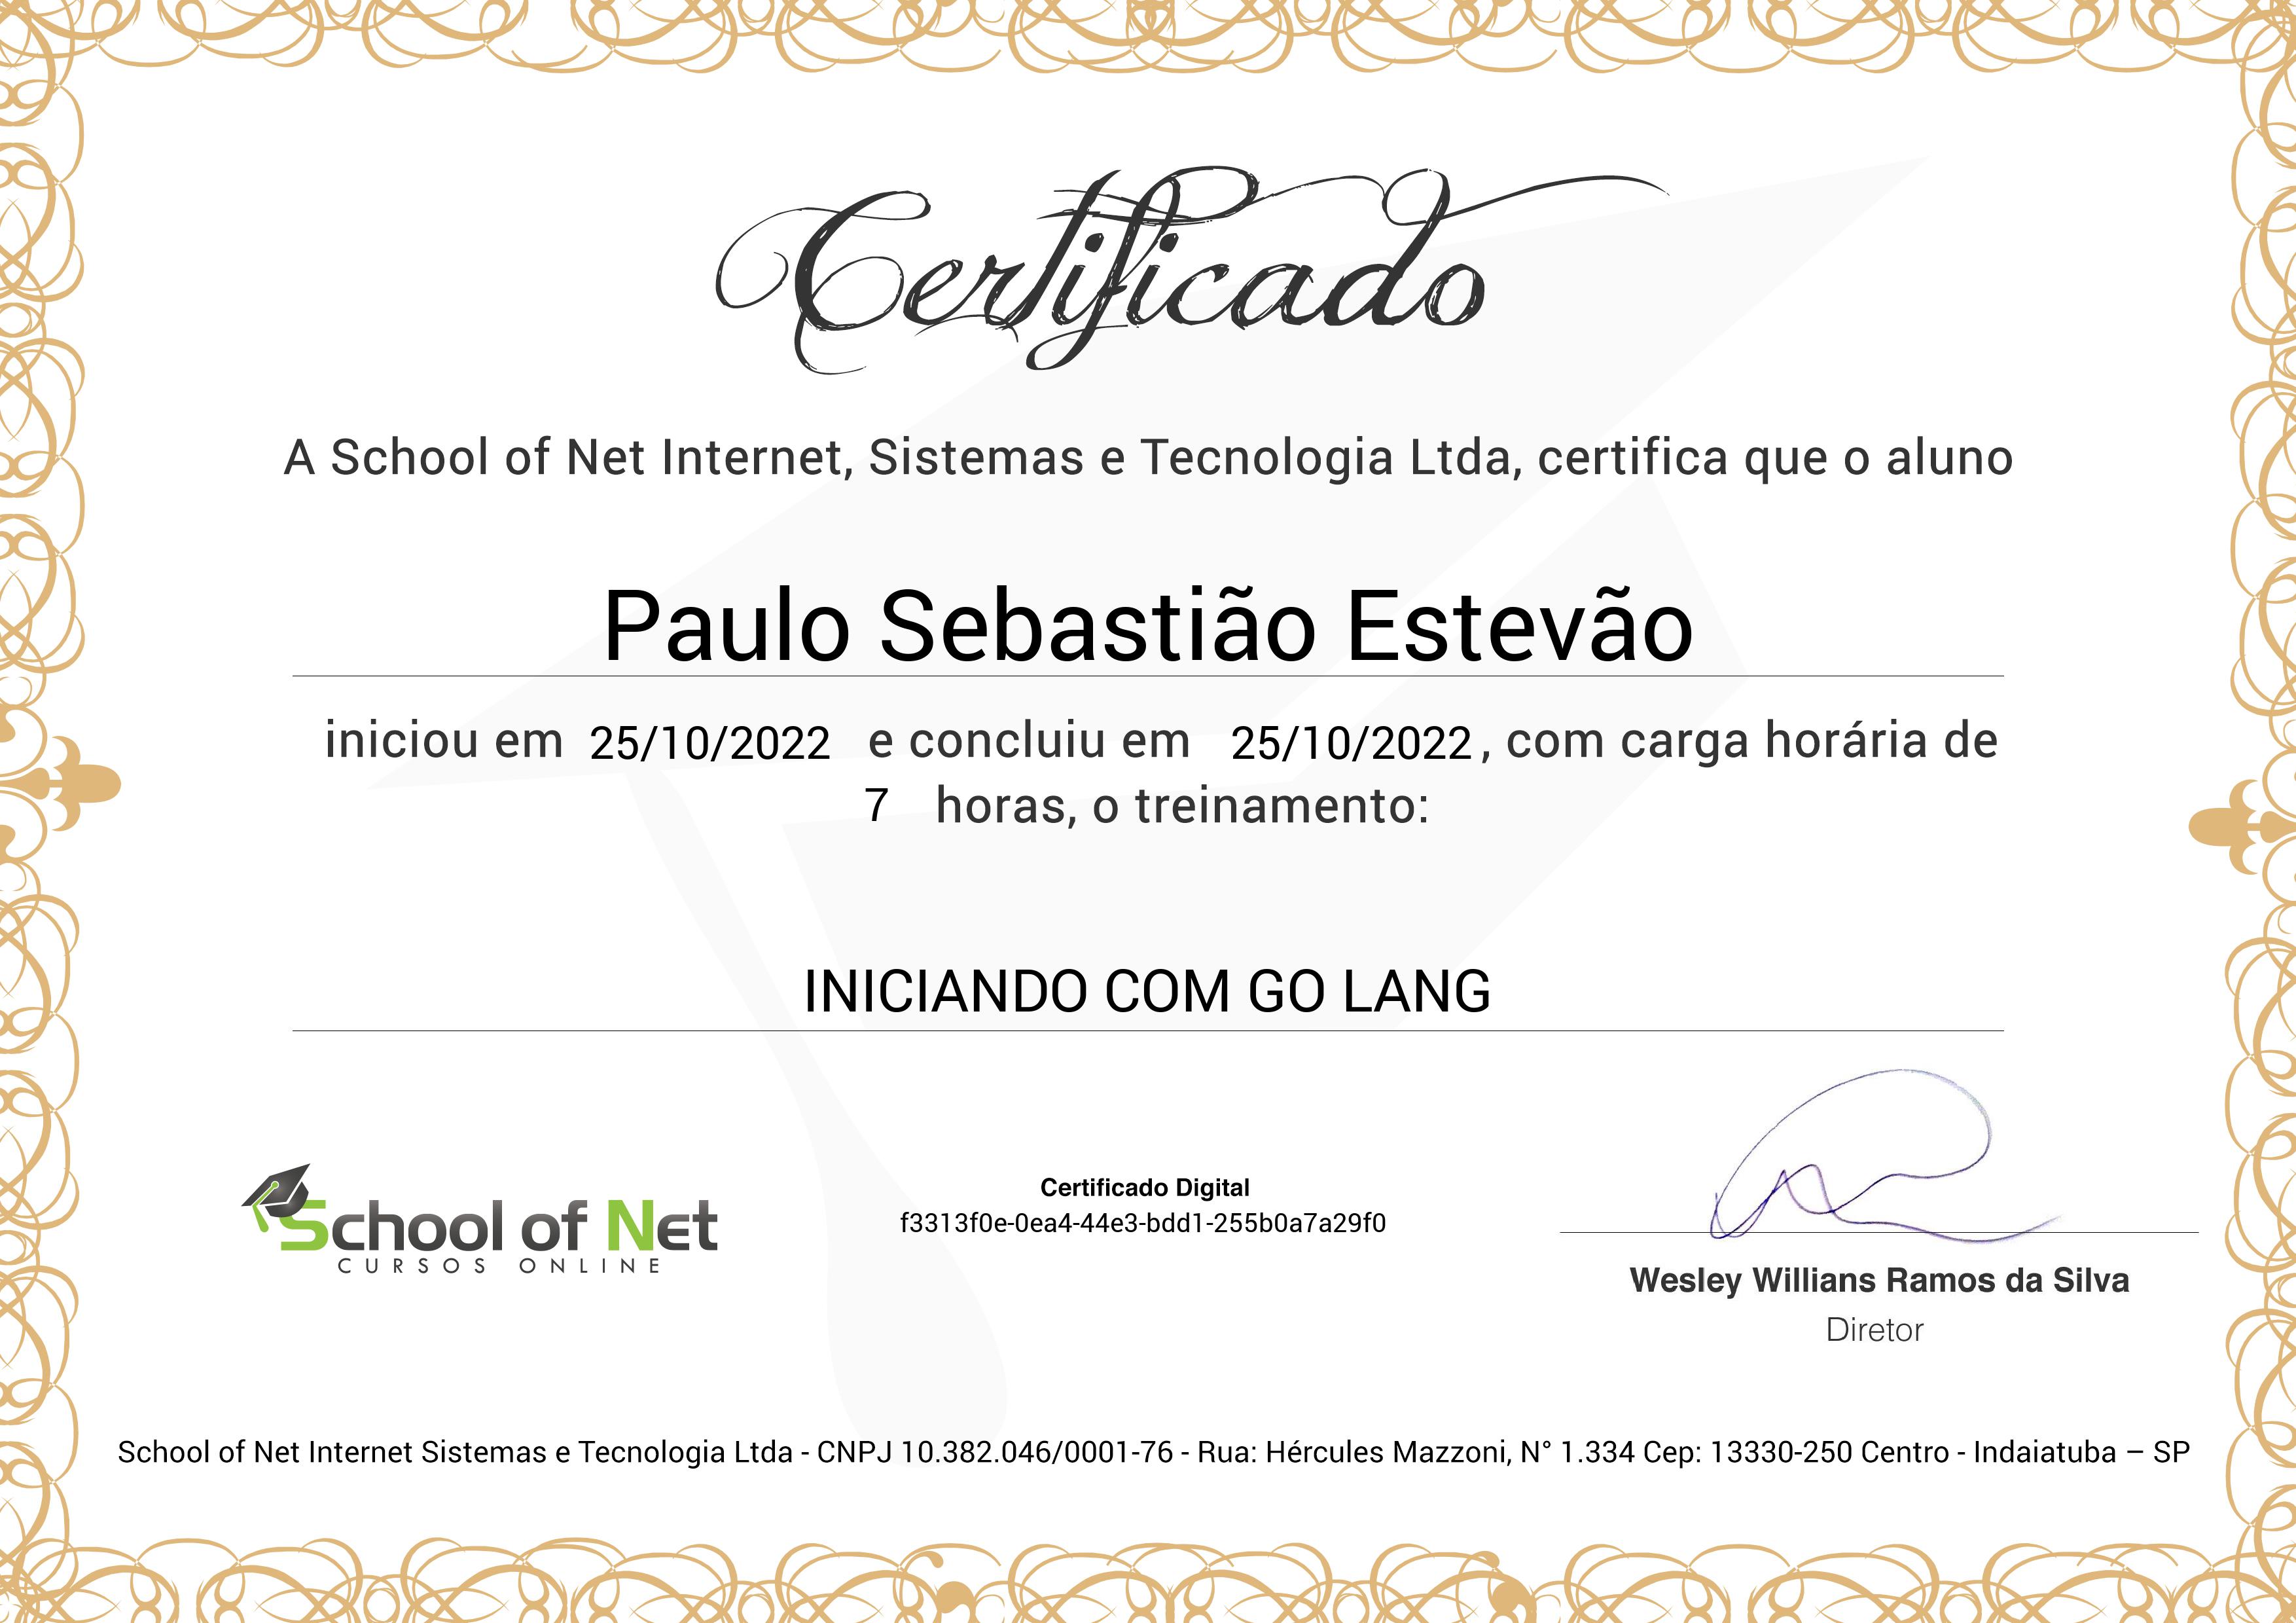 Certificado
A School of Net Internet, Sistemas e Tecnologia Ltda, certifica que o aluno
Paulo Sebastião Estevão
iniciou em 25/10/2022 e concluiu em 25/10/2022, com carga horária de
7 horas, o treinamento:
INICIANDO COM GO LANG
School of Net
CURSOS ONLINE
Certificado Digital
f3313f0e-0ea4-44e3-bdd1-255b0a7a29f0
Wesley Willians Ramos da Silva
Diretor
School of Net Internet Sistemas e Tecnologia Ltda - CNPJ 10.382.046/0001-76 - Rua: Hércules Mazzoni, N° 1.334 Cep: 13330-250 Centro - Indaiatuba – SP